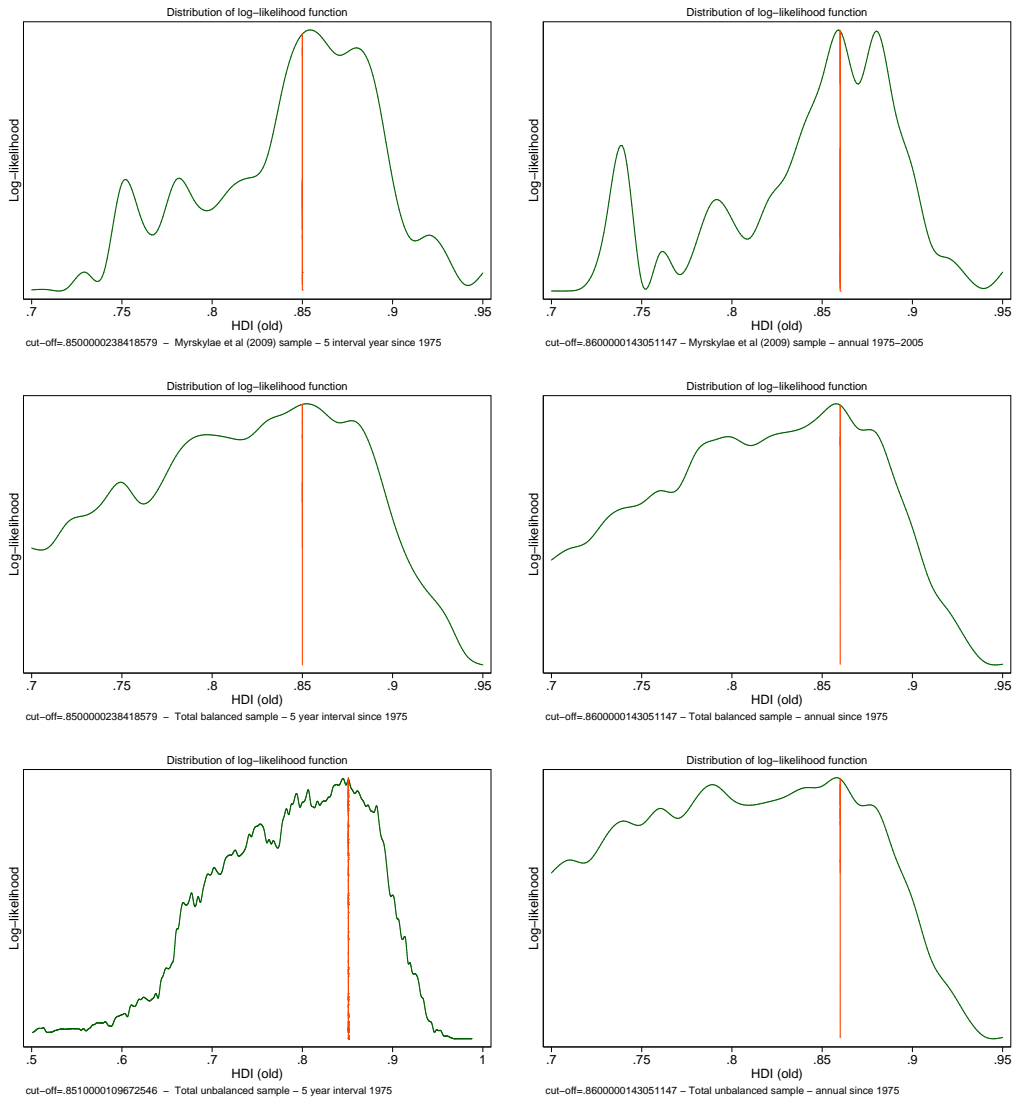 Distribution of log−likelihood function
Log−likelihood
.7 .75 .8 .85 .9 .95
HDI (old)
cut−off=.8500000238418579 − Myrskylae et al (2009) sample − 5 interval year since 1975
Distribution of log−likelihood function
Log−likelihood
.7 .75 .8 .85 .9 .95
HDI (old)
cut−off=.8600000143051147 − Myrskylae et al (2009) sample − annual 1975−2005
Distribution of log−likelihood function
Log−likelihood
.7 .75 .8 .85 .9 .95
HDI (old)
cut−off=.8500000238418579 − Total balanced sample − 5 year interval since 1975
Distribution of log−likelihood function
Log−likelihood
.7 .75 .8 .85 .9 .95
HDI (old)
cut−off=.8600000143051147 − Total balanced sample − annual since 1975
Distribution of log−likelihood function
Log−likelihood
.5 .6 .7 .8 .9 1
HDI (old)
cut−off=.8510000109672546 − Total unbalanced sample − 5 year interval 1975
Distribution of log−likelihood function
Log−likelihood
.7 .75 .8 .85 .9 .95
HDI (old)
cut−off=.8600000143051147 − Total unbalanced sample − annual since 1975